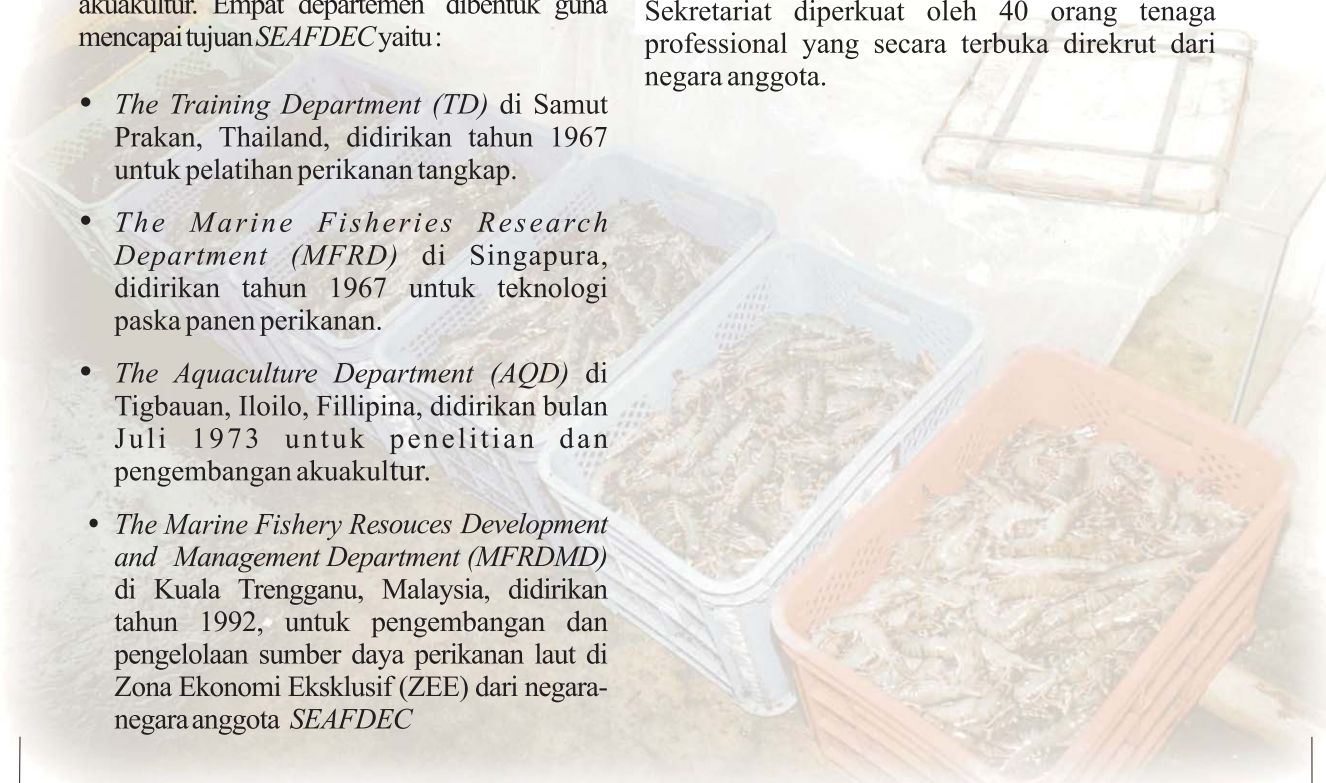 akuakultur. Empat departemen dibentuk guna
mencapai tujuan SEAFDEC yaitu :
• The Training Department (TD) di Samut
Prakan, Thailand, didirikan tahun 1967
untuk pelatihan perikanan tangkap.
• The Marine Fisheries Research
Department (MFRD) di Singapura,
didirikan tahun 1967 untuk teknologi
paska panen perikanan.
• The Aquaculture Department (AQD) di
Tigbauan, Iloilo, Fillipina, didirikan bulan
Juli 1973 untuk penelitian dan
pengembangan akuakultur.
• The Marine Fishery Resouces Development
and Management Department (MFRDMD)
di Kuala Trengganu, Malaysia, didirikan
tahun 1992, untuk pengembangan dan
pengelolaan sumber daya perikanan laut di
Zona Ekonomi Eksklusif (ZEE) dari negara-
negara anggota SEAFDEC
Sekretariat diperkuat oleh 40 orang tenaga
professional yang secara terbuka direkrut dari
negara anggota.